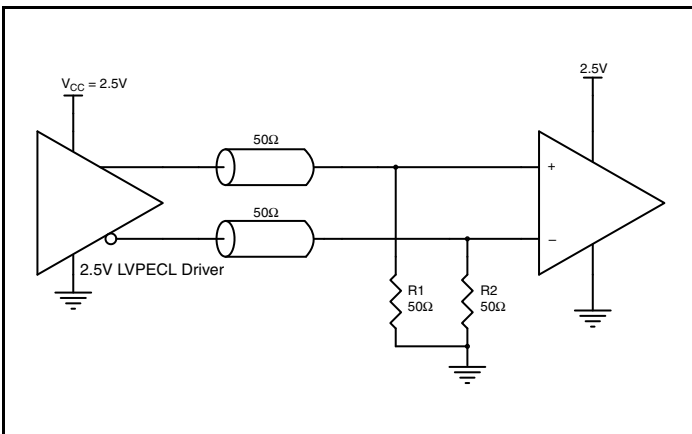 V_CC = 2.5V
2.5V
50Ω
+
50Ω
–
2.5V LVPECL Driver
R1
50Ω
R2
50Ω